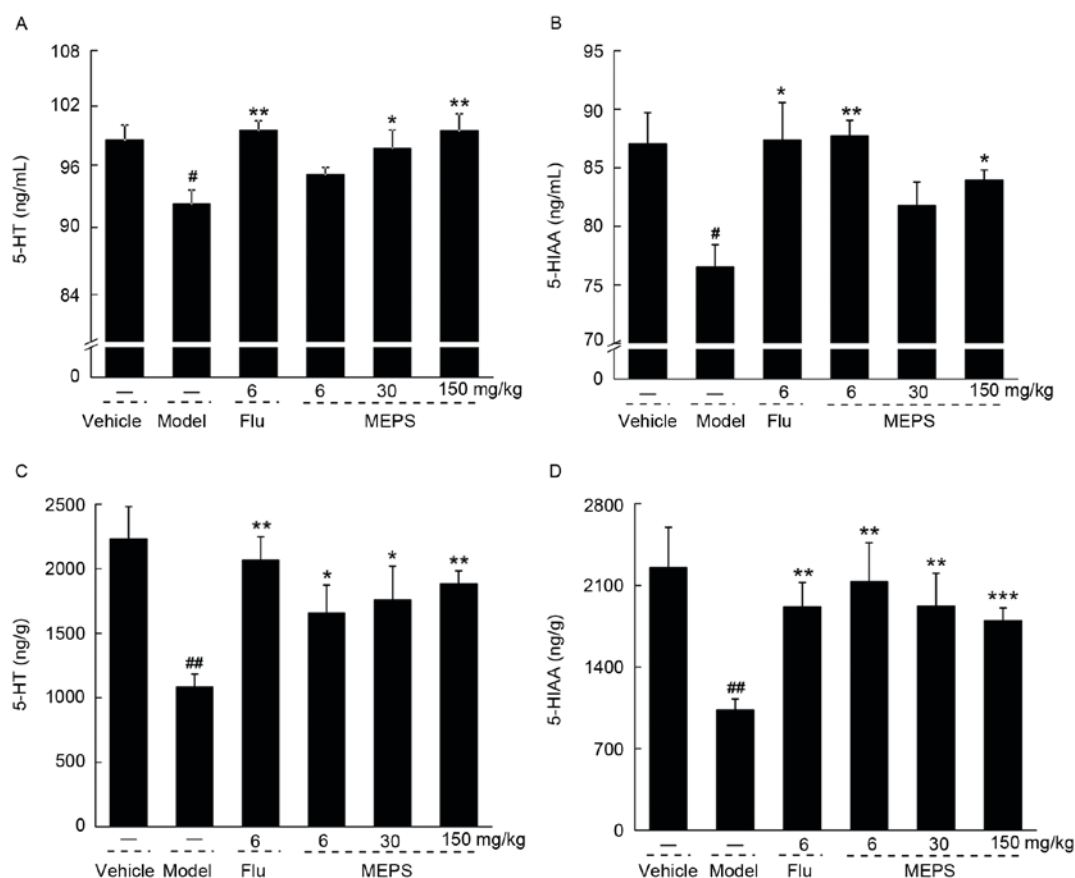 A
108
102
96
90
84
0
5-HT (ng/mL)
** * **
#
— — 6 6 30 150 mg/kg
Vehicle Model Flu MEPS
B
95
90
85
80
75
70
0
5-HIAA (ng/mL)
* ** *
#
— — 6 6 30 150 mg/kg
Vehicle Model Flu MEPS
C
2500
2000
1500
1000
500
0
5-HT (ng/g)
** * * **
##
— — 6 6 30 150 mg/kg
Vehicle Model Flu MEPS
D
2800
2100
1400
700
0
5-HIAA (ng/g)
** ** ** ***
##
— — 6 6 30 150 mg/kg
Vehicle Model Flu MEPS